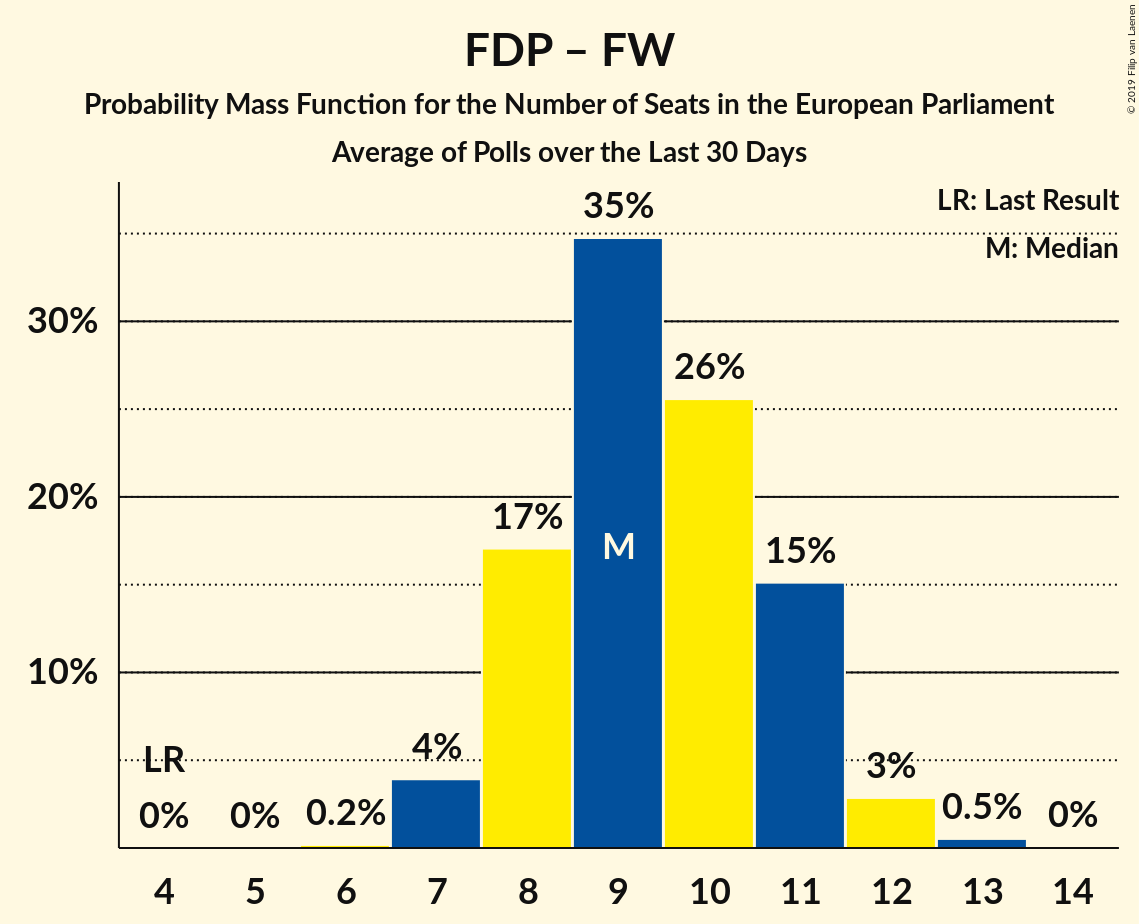 FDP – FW
Probability Mass Function for the Number of Seats in the European Parliament
Average of Polls over the Last 30 Days
© 2019 Filip van Laenen
LR: Last Result
M: Median
35%
30%
26%
20%
17%
M
15%
10%
LR
4%
3%
0%
0%
0.2%
0.5%
0%
4 5 6 7 8 9 10 11 12 13 14